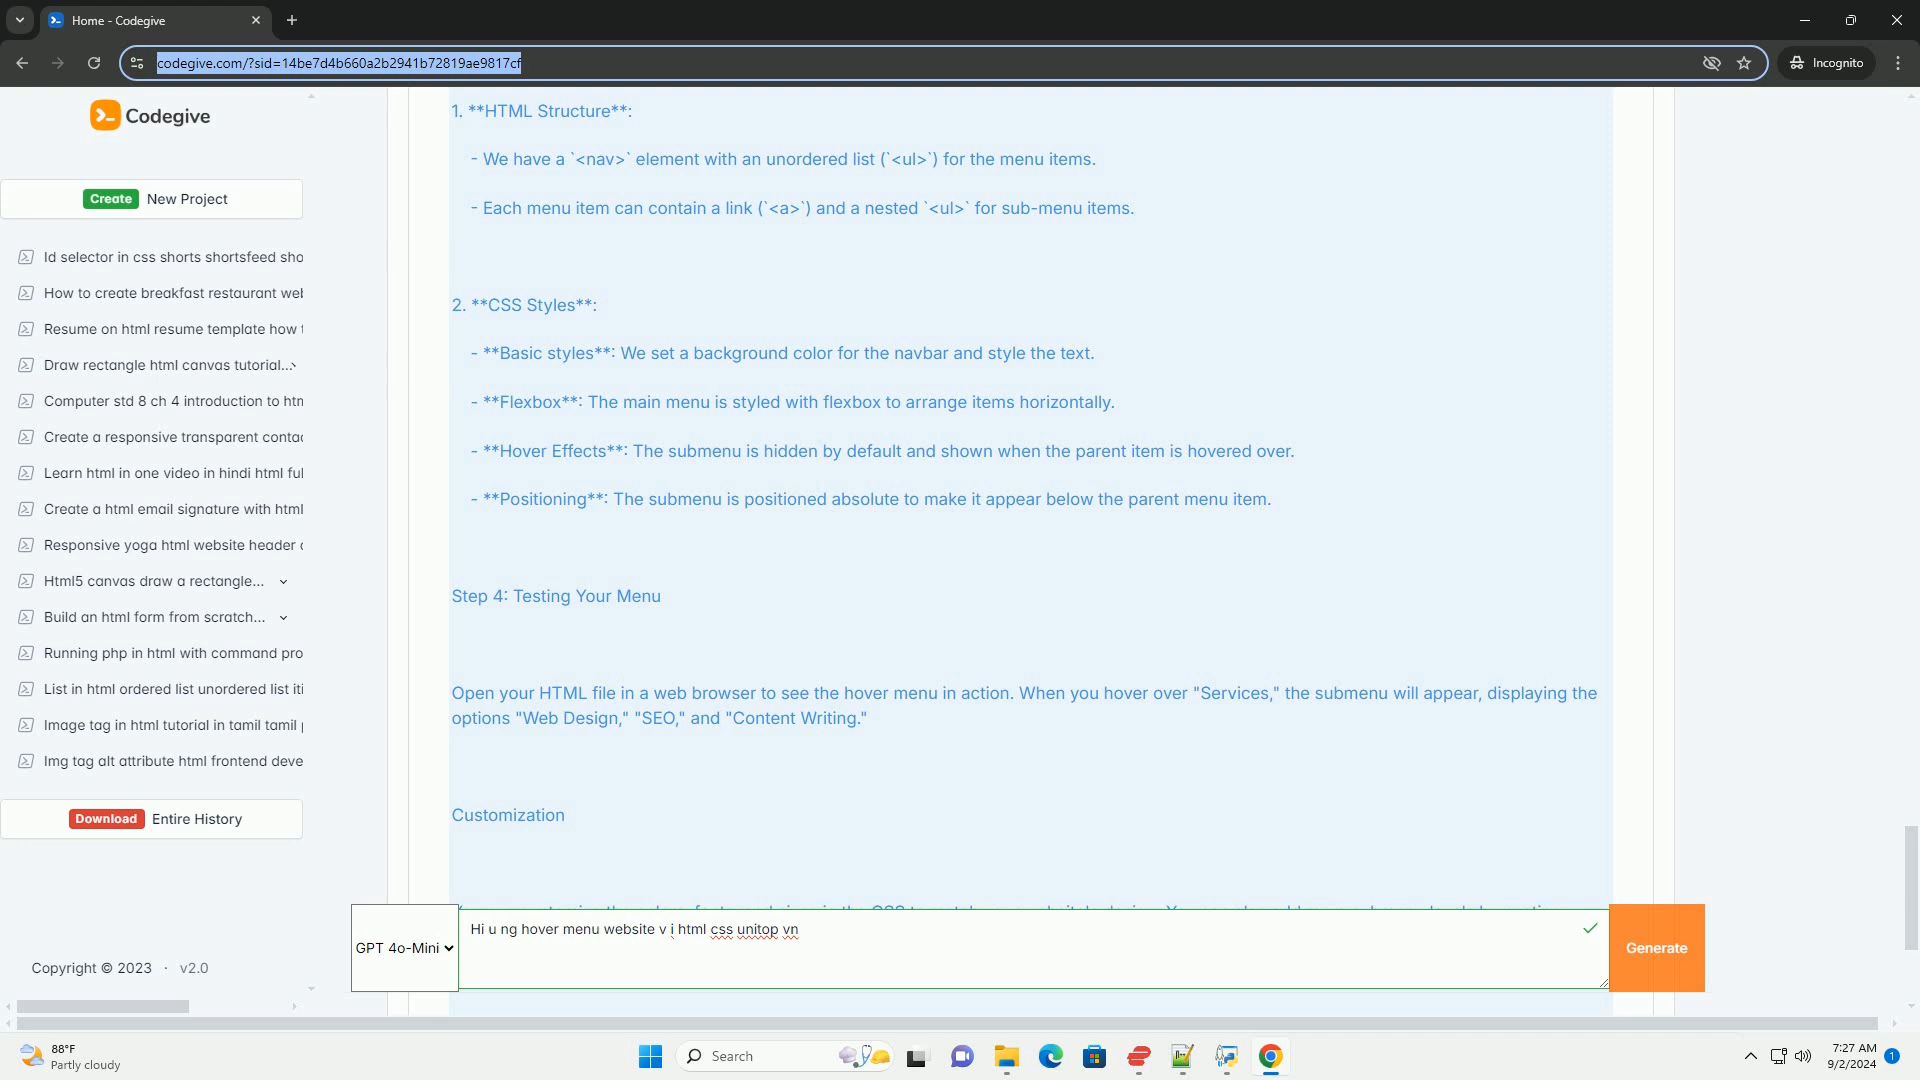 Home - Codegive
codegive.com/?sid=14be7d4b660a2b2941b72819ae9817cf
Incognito
Codegive
Create New Project
Id selector in css shorts shortsfeed sho
How to create breakfast restaurant wel
Resume on html resume template how t
Draw rectangle html canvas tutorial...
Computer std 8 ch 4 introduction to htm
Create a responsive transparent contac
Learn html in one video in hindi html ful
Create a html email signature with html
Responsive yoga html website header c
Html5 canvas draw a rectangle...
Build an html form from scratch...
Running php in html with command pro
List in html ordered list unordered list iti
Image tag in html tutorial in tamil tamil p
Img tag alt attribute html frontend deve
Download Entire History
Copyright © 2023 · v2.0
1. **HTML Structure**:
- We have a `<nav>` element with an unordered list (`<ul>`) for the menu items.
- Each menu item can contain a link (`<a>`) and a nested `<ul>` for sub-menu items.
2. **CSS Styles**:
- **Basic styles**: We set a background color for the navbar and style the text.
- **Flexbox**: The main menu is styled with flexbox to arrange items horizontally.
- **Hover Effects**: The submenu is hidden by default and shown when the parent item is hovered over.
- **Positioning**: The submenu is positioned absolute to make it appear below the parent menu item.
Step 4: Testing Your Menu
Open your HTML file in a web browser to see the hover menu in action. When you hover over "Services," the submenu will appear, displaying the
options "Web Design," "SEO," and "Content Writing."
Customization
GPT 4o-Mini
Hi u ng hover menu website v i html css unitop vn
Generate
88°F
Partly cloudy
Search
7:27 AM
9/2/2024
1